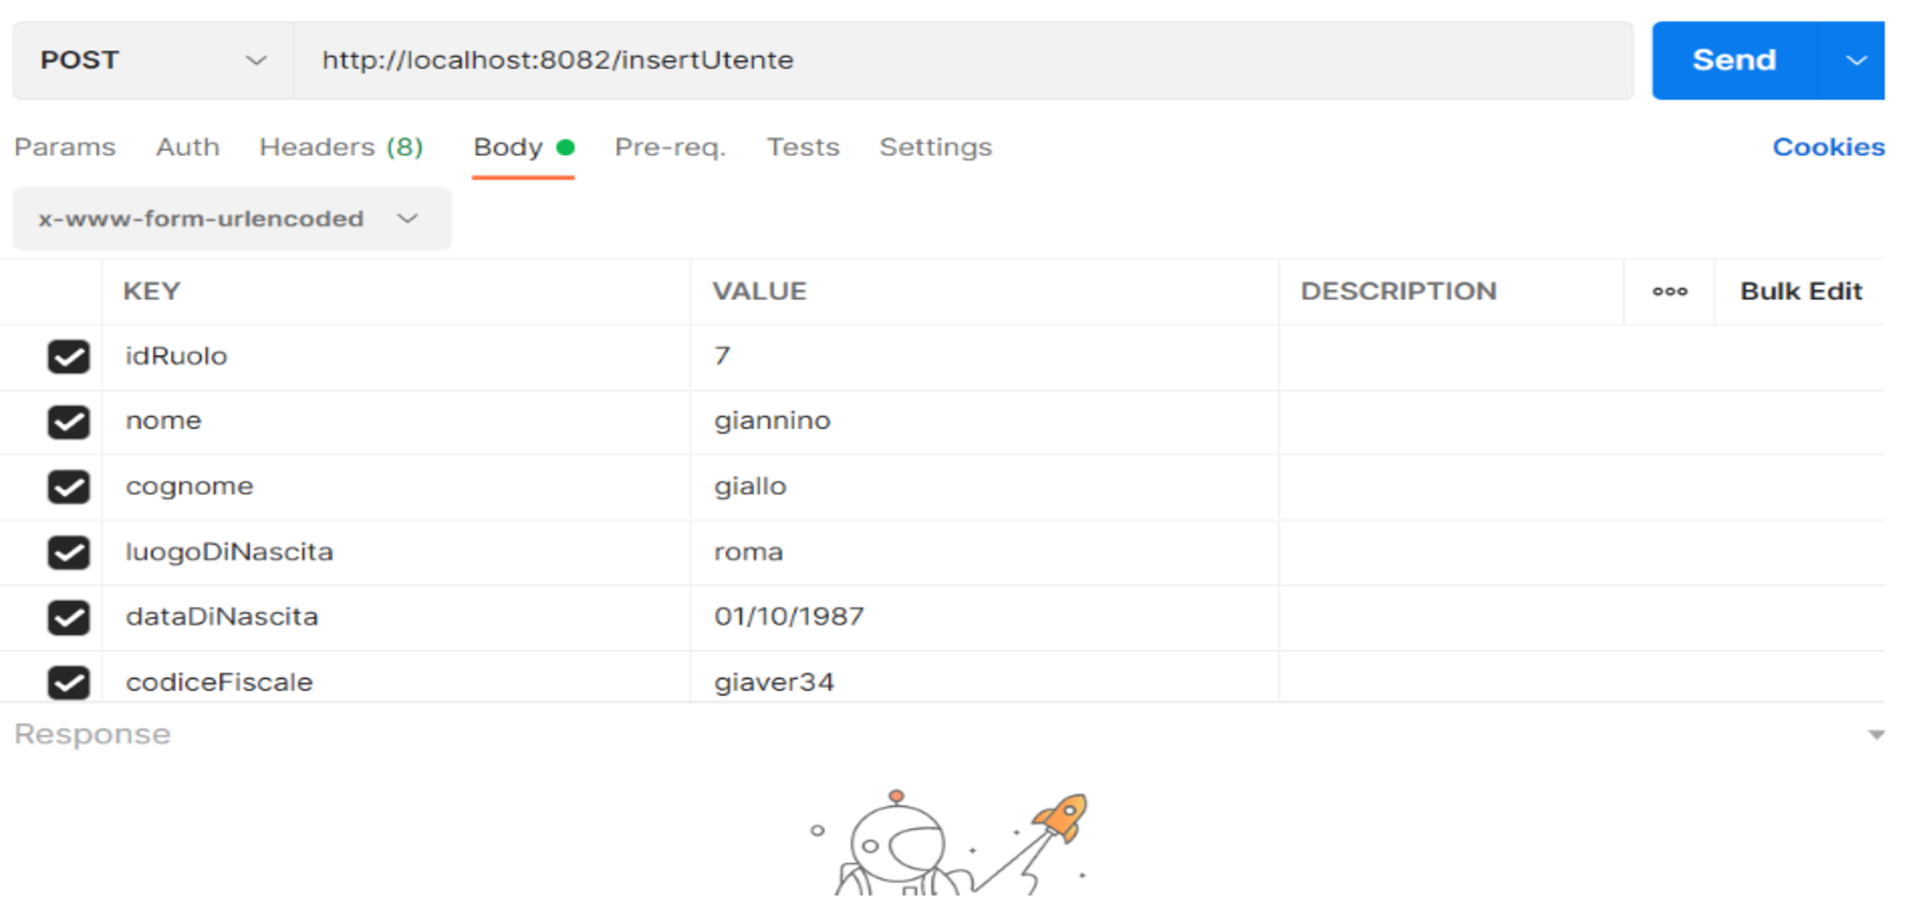 POST http://localhost:8082/insertUtente Send
Params Auth Headers (8) Body Pre-req. Tests Settings Cookies
x-www-form-urlencoded
KEY VALUE DESCRIPTION ooo Bulk Edit
idRuolo 7
nome giannino
cognome giallo
luogoDiNascita roma
dataDiNascita 01/10/1987
codiceFiscale giaver34
Response